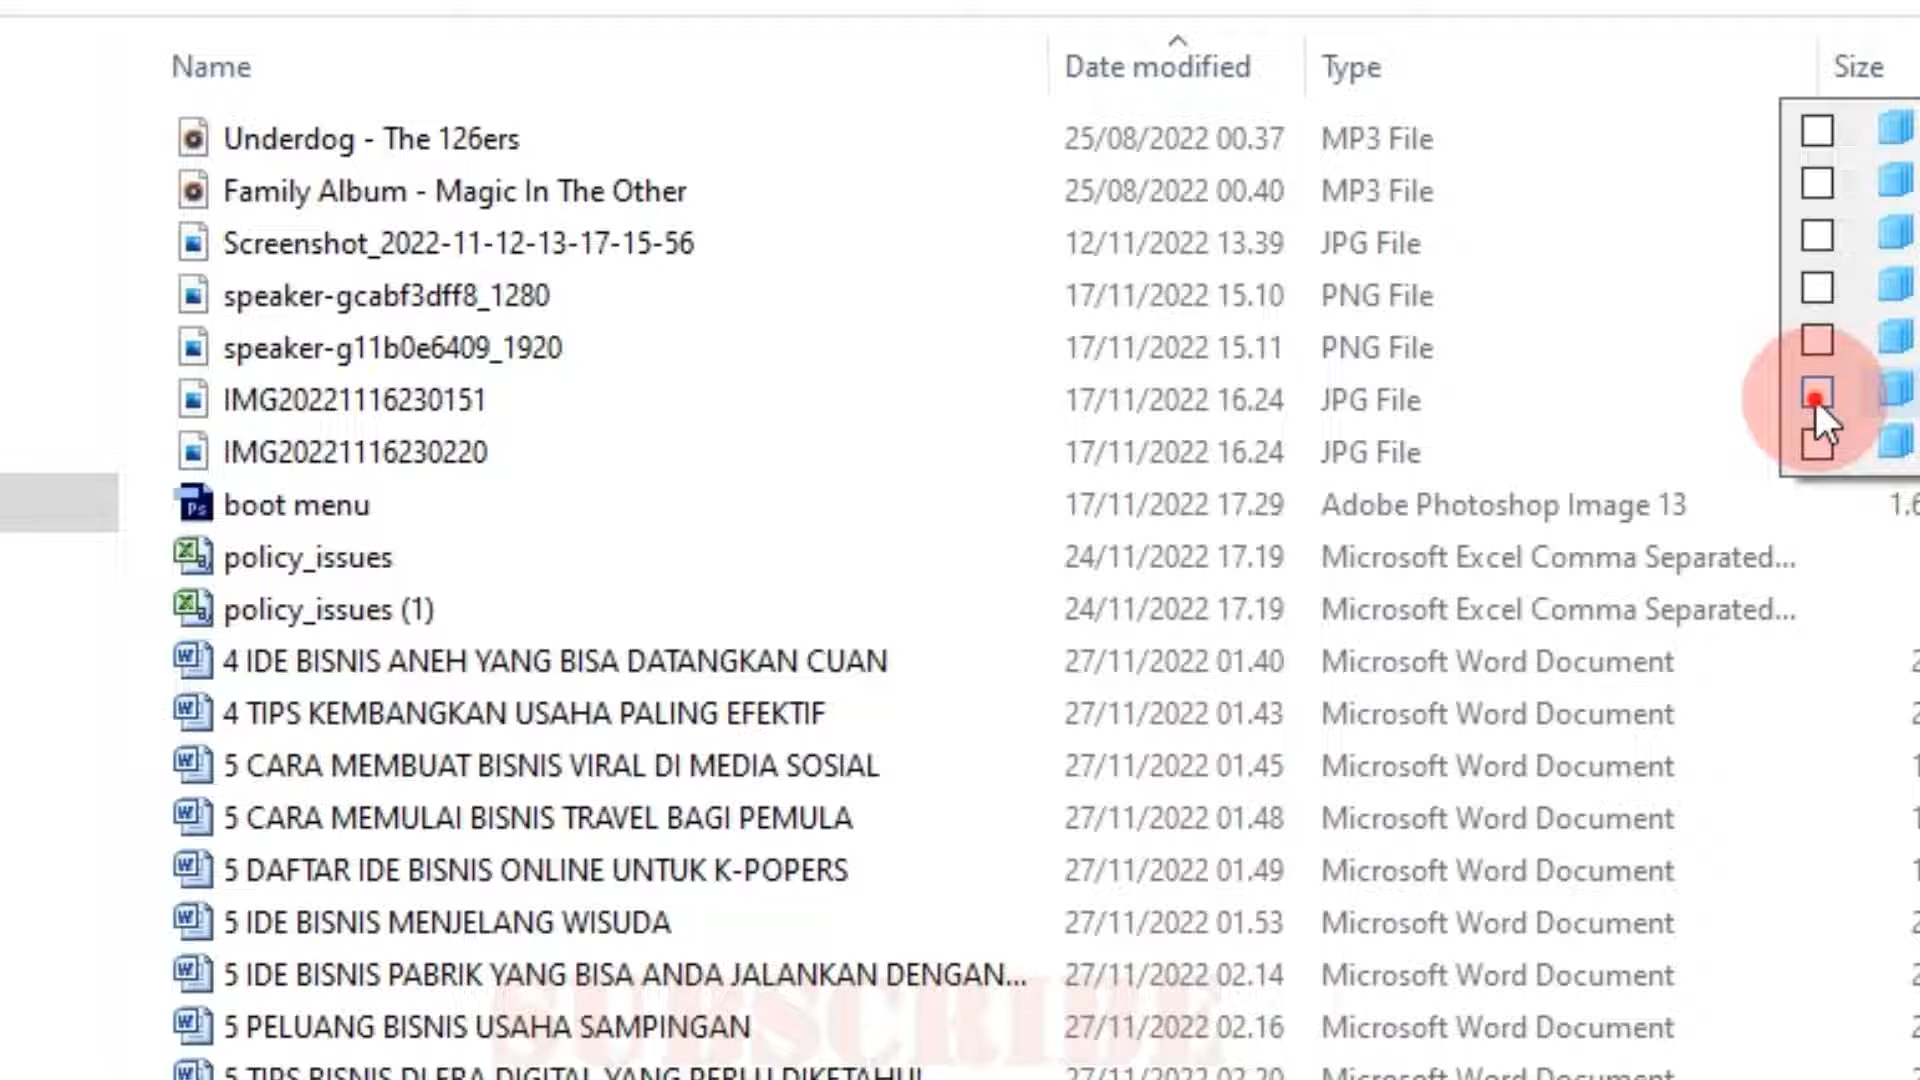 Name Date modified Type Size
Underdog - The 126ers 25/08/2022 00.37 MP3 File
Family Album - Magic In The Other 25/08/2022 00.40 MP3 File
Screenshot_2022-11-12-13-17-15-56 12/11/2022 13.39 JPG File
speaker-gcabf3dff8_1280 17/11/2022 15.10 PNG File
speaker-g11b0e6409_1920 17/11/2022 15.11 PNG File
IMG20221116230151 17/11/2022 16.24 JPG File
IMG20221116230220 17/11/2022 16.24 JPG File
boot menu 17/11/2022 17.29 Adobe Photoshop Image 13
policy_issues 24/11/2022 17.19 Microsoft Excel Comma Separated...
policy_issues (1) 24/11/2022 17.19 Microsoft Excel Comma Separated...
4 IDE BISNIS ANEH YANG BISA DATANGKAN CUAN 27/11/2022 01.40 Microsoft Word Document
4 TIPS KEMBANGKAN USAHA PALING EFEKTIF 27/11/2022 01.43 Microsoft Word Document
5 CARA MEMBUAT BISNIS VIRAL DI MEDIA SOSIAL 27/11/2022 01.45 Microsoft Word Document
5 CARA MEMULAI BISNIS TRAVEL BAGI PEMULA 27/11/2022 01.48 Microsoft Word Document
5 DAFTAR IDE BISNIS ONLINE UNTUK K-POPERS 27/11/2022 01.49 Microsoft Word Document
5 IDE BISNIS MENJELANG WISUDA 27/11/2022 01.53 Microsoft Word Document
5 IDE BISNIS PABRIK YANG BISA ANDA JALANKAN DENGAN... 27/11/2022 02.14 Microsoft Word Document
5 PELUANG BISNIS USAHA SAMPINGAN 27/11/2022 02.16 Microsoft Word Document
SUBSCRIBE
5 TIPS BISNIS DI ERA DIGITAL YANG PERLU DIKETAHUI 27/11/2022 02.20 Microsoft Word Document